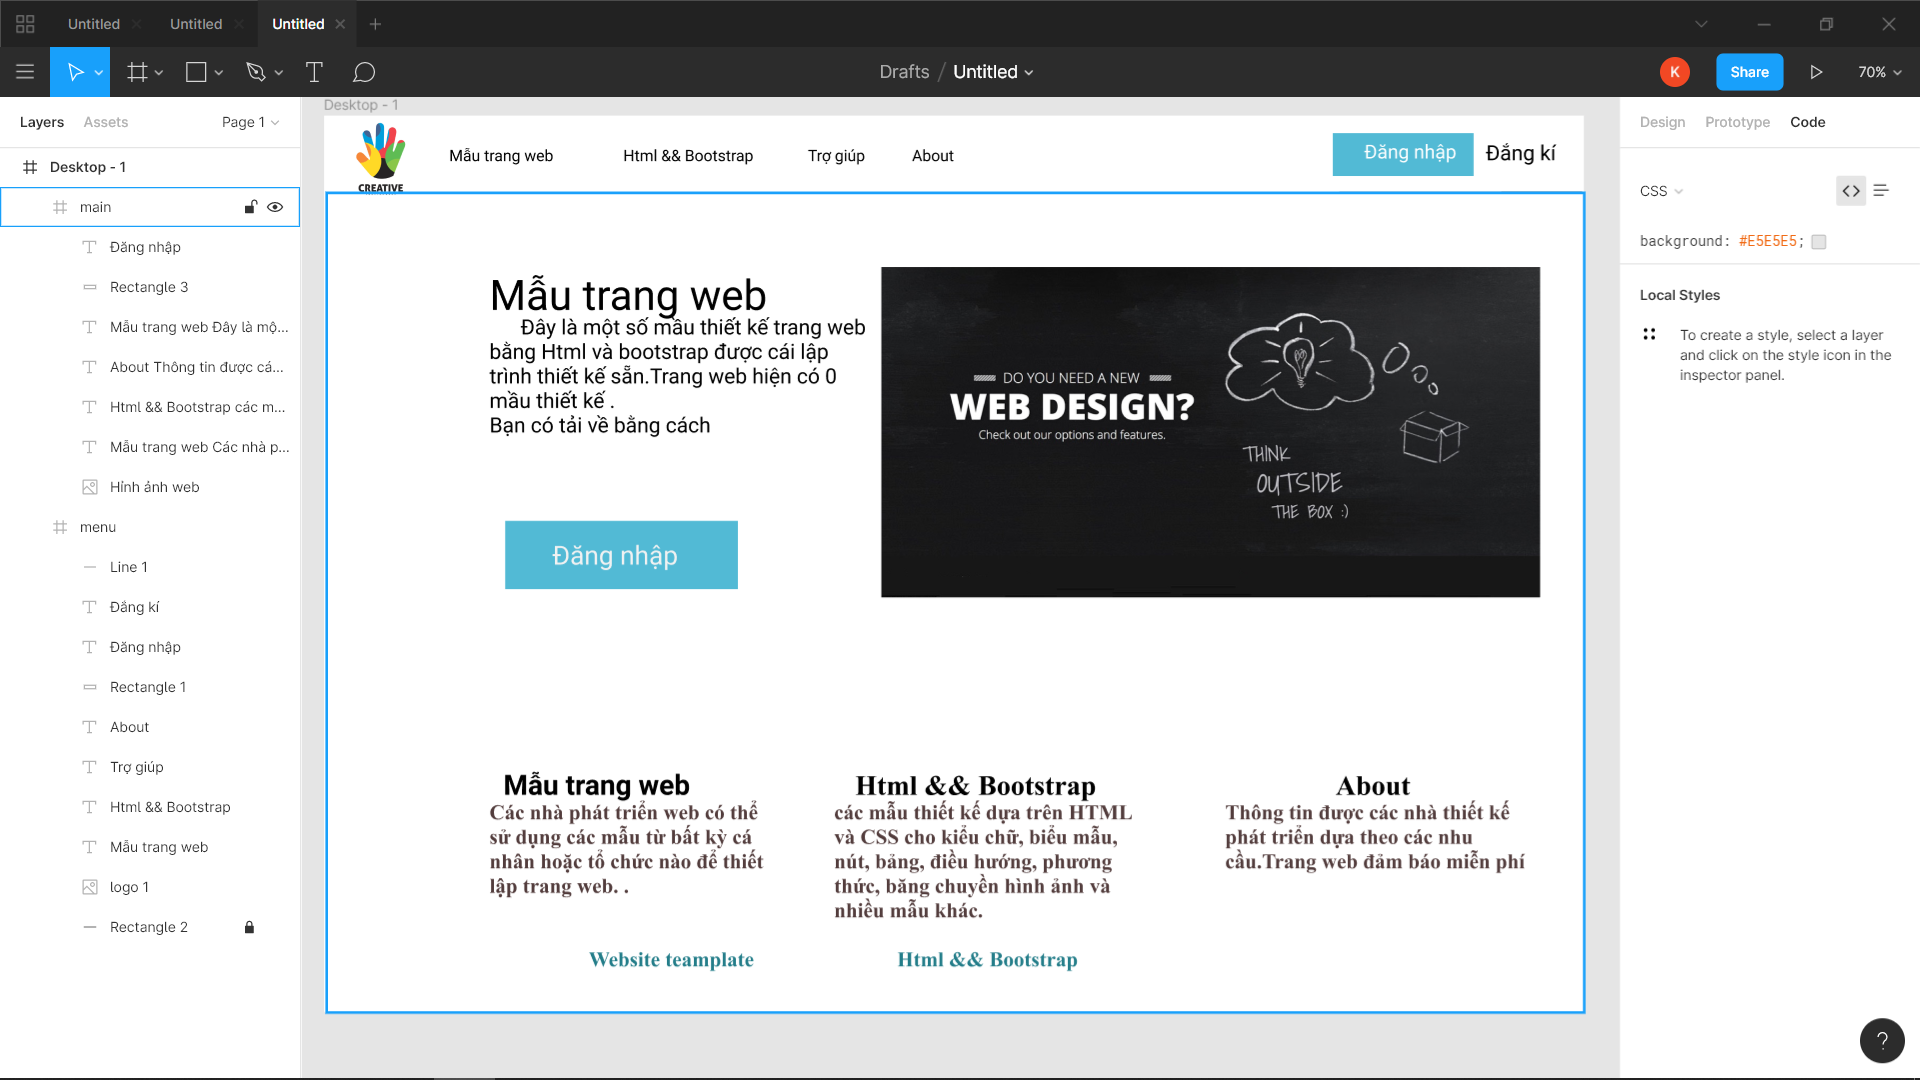 Untitled
Untitled
Untitled
Drafts / Untitled
K
Share
70%
Layers
Assets
Page 1
Desktop - 1
main
Đăng nhập
Rectangle 3
Mẫu trang web Đây là mộ...
About Thông tin được cá...
Html && Bootstrap các m...
Mẫu trang web Các nhà p...
Hình ảnh web
menu
Line 1
Đắng kí
Đăng nhập
Rectangle 1
About
Trợ giúp
Html && Bootstrap
Mẫu trang web
logo 1
Rectangle 2
Desktop - 1
CREATIVE
Mẫu trang web
Html && Bootstrap
Trợ giúp
About
Đăng nhập
Đắng kí
Mẫu trang web
Đây là một số mầu thiết kế trang web
bằng Html và bootstrap được cái lập
trình thiết kế sẵn.Trang web hiện có 0
mầu thiết kế .
Bạn có tải về bằng cách
Đăng nhập
DO YOU NEED A NEW
WEB DESIGN?
Check out our options and features.
THINK
OUTSIDE
THE BOX :)
Mẫu trang web
Các nhà phát triển web có thể
sử dụng các mẫu từ bất kỳ cá
nhân hoặc tổ chức nào để thiết
lập trang web. .
Website teamplate
Html && Bootstrap
các mẫu thiết kế dựa trên HTML
và CSS cho kiểu chữ, biểu mẫu,
nút, bảng, điều hướng, phương
thức, băng chuyền hình ảnh và
nhiều mẫu khác.
Html && Bootstrap
About
Thông tin được các nhà thiết kế
phát triển dựa theo các nhu
cầu.Trang web đảm báo miễn phí
Design
Prototype
Code
CSS
background: #E5E5E5;
Local Styles
To create a style, select a layer
and click on the style icon in the
inspector panel.
?